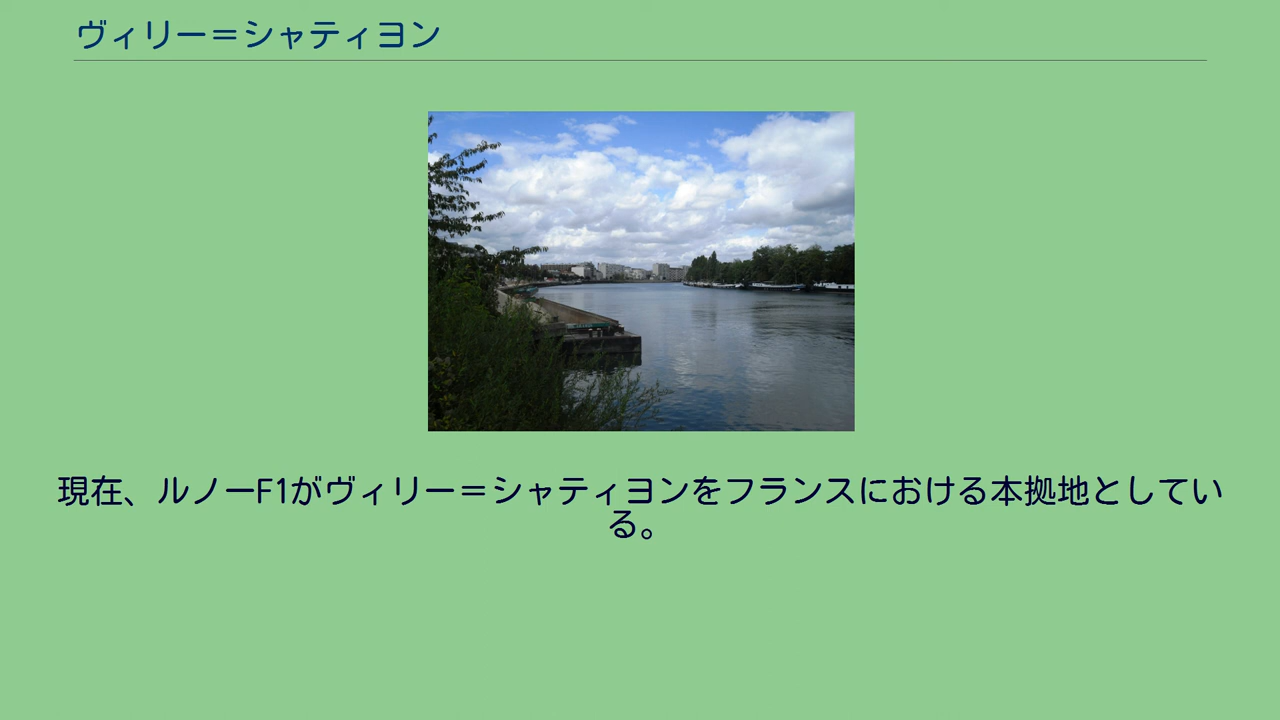 ヴィリー＝シャティヨン
現在、ルノーF1がヴィリー＝シャティヨンをフランスにおける本拠地としてい
る。